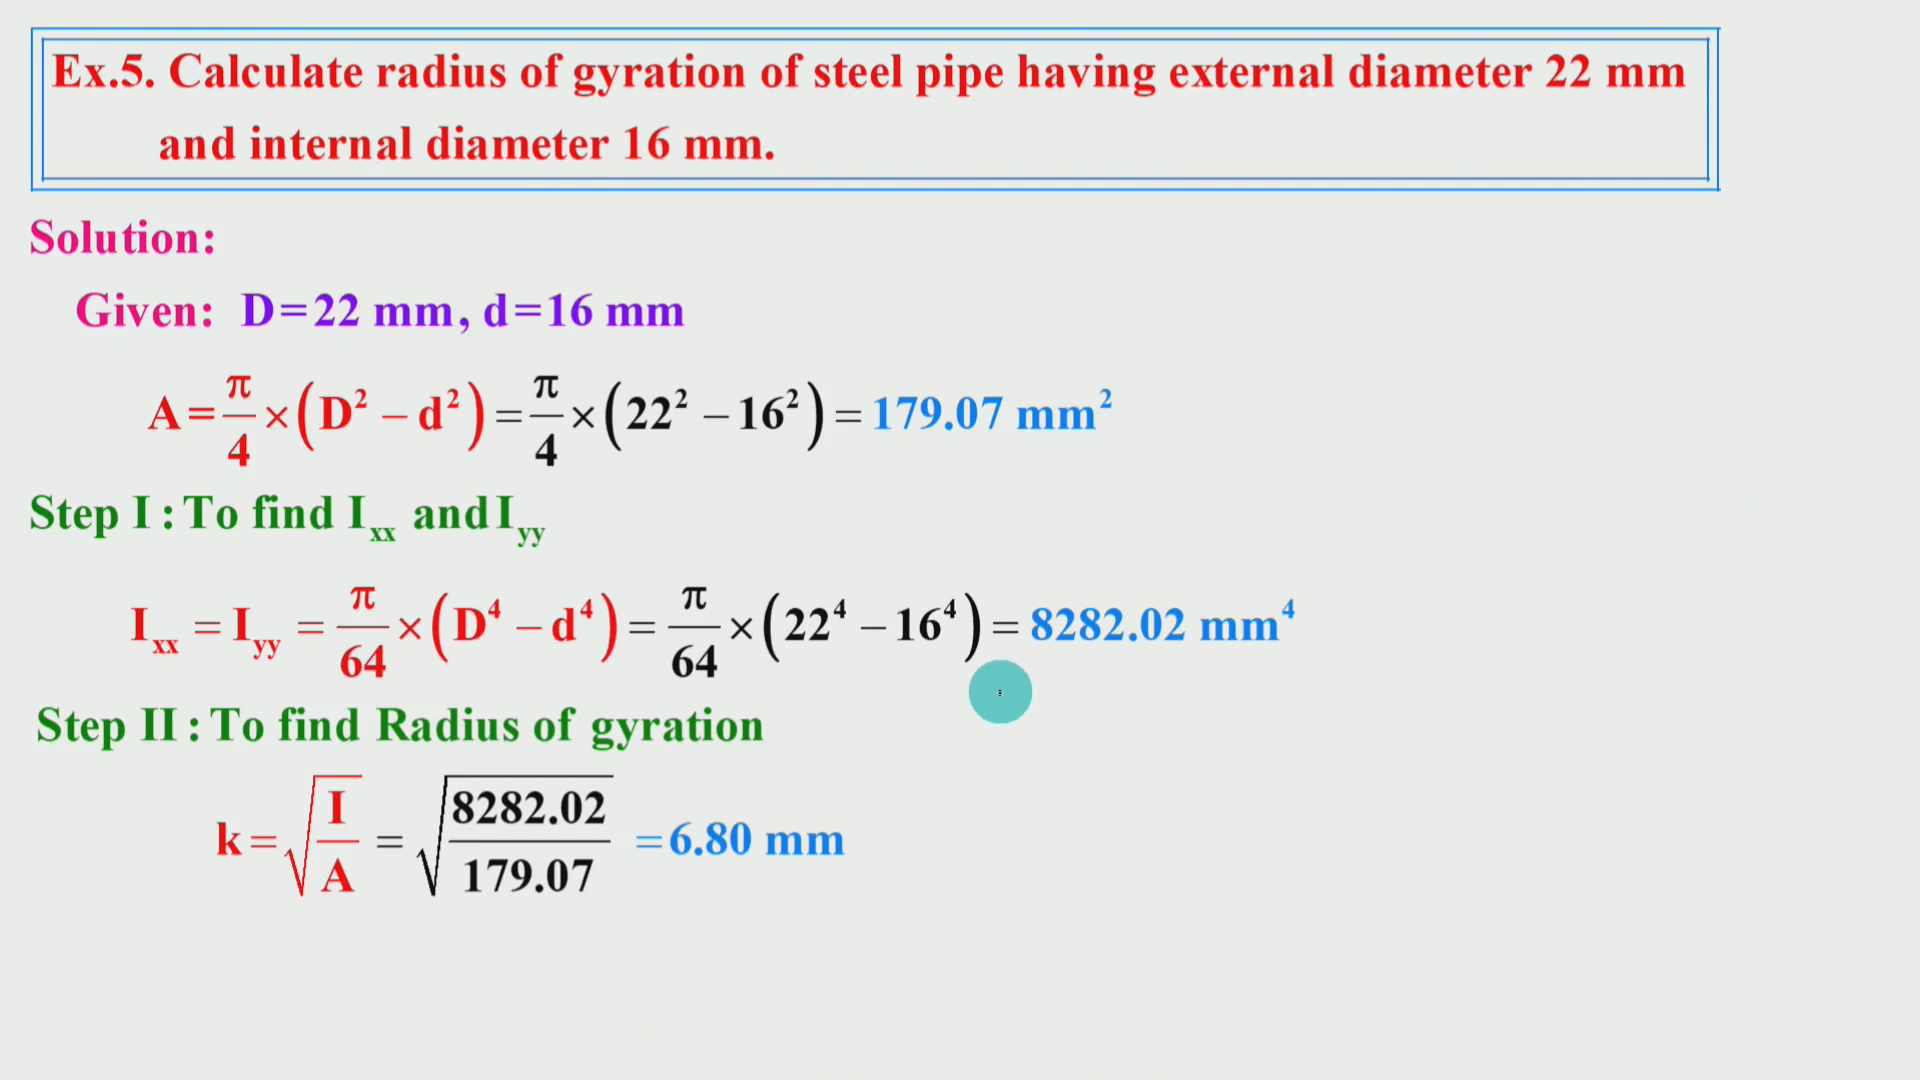 Ex.5. Calculate radius of gyration of steel pipe having external diameter 22 mm
and internal diameter 16 mm.
Solution:
Given: D=22 mm, d=16 mm
A = π/4 × (D² − d²) = π/4 × (22² − 16²) = 179.07 mm²
Step I : To find Iₓₓ and I_yy
Iₓₓ = I_yy = π/64 × (D⁴ − d⁴) = π/64 × (22⁴ − 16⁴) = 8282.02 mm⁴
Step II : To find Radius of gyration
k = √(I/A) = √(8282.02/179.07) = 6.80 mm